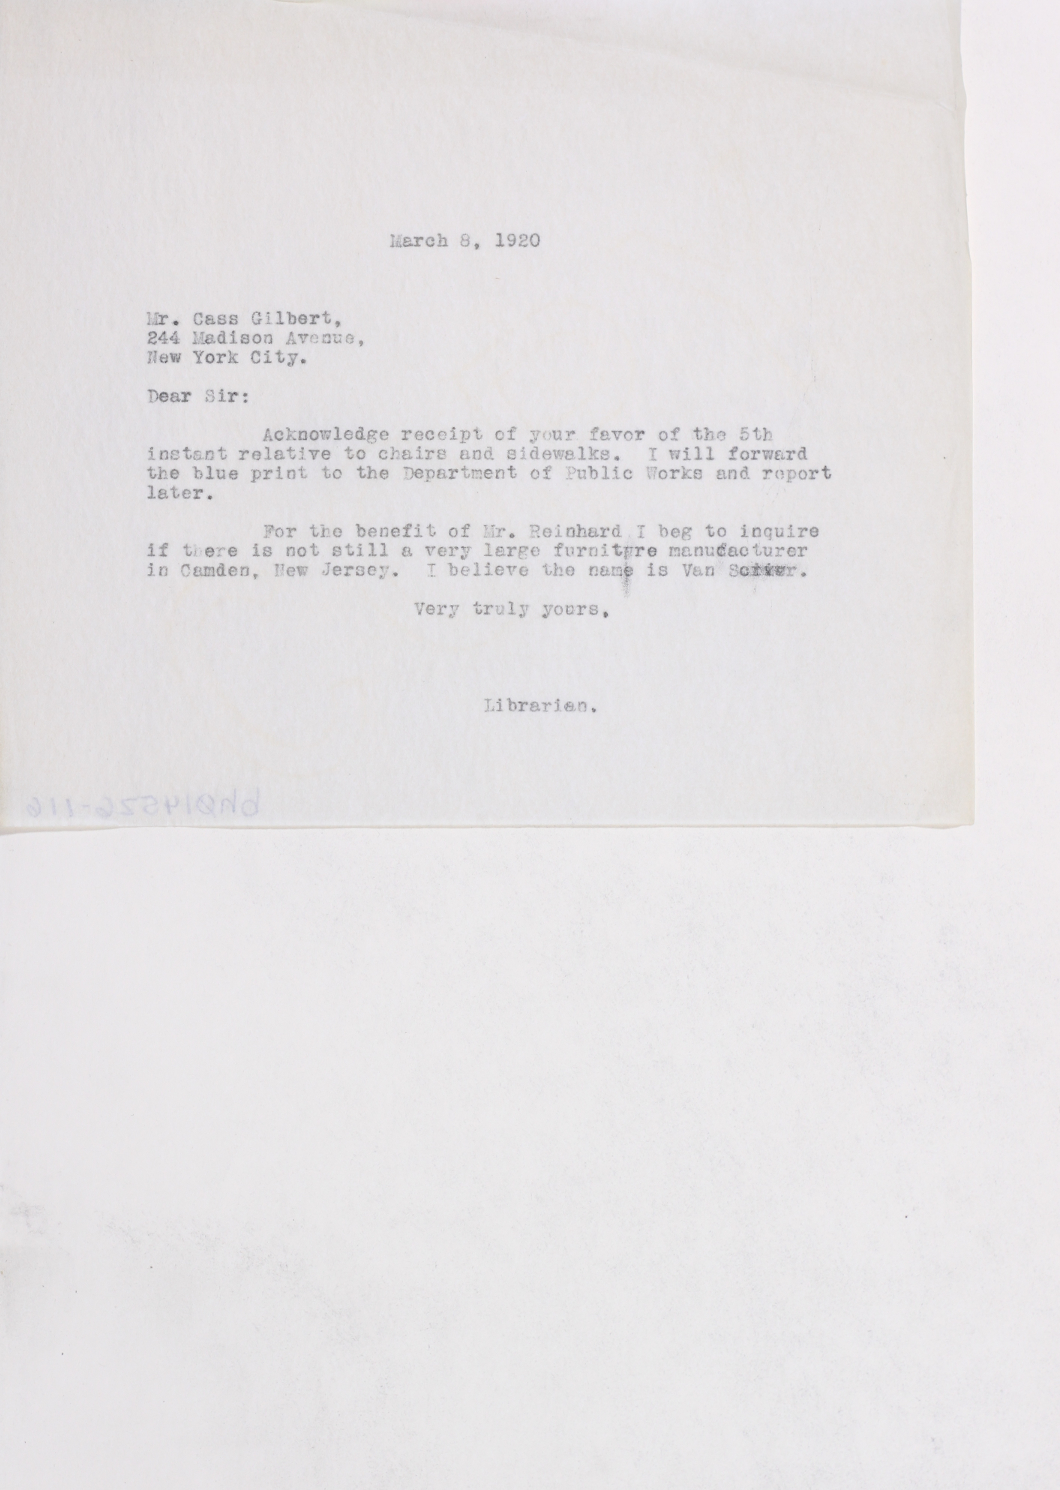 March 8, 1920
Mr. Cass Gilbert,
244 Madison Avenue,
New York City.
Dear Sir:
Acknowledge receipt of your favor of the 5th
instant relative to chairs and sidewalks. I will forward
the blue print to the Department of Public Works and report
later.
For the benefit of Mr. Reinhard I beg to inquire
if there is not still a very large furniture manufacturer
in Camden, New Jersey. I believe the name is Van
Very truly yours,
Librarian.
bh014526-116